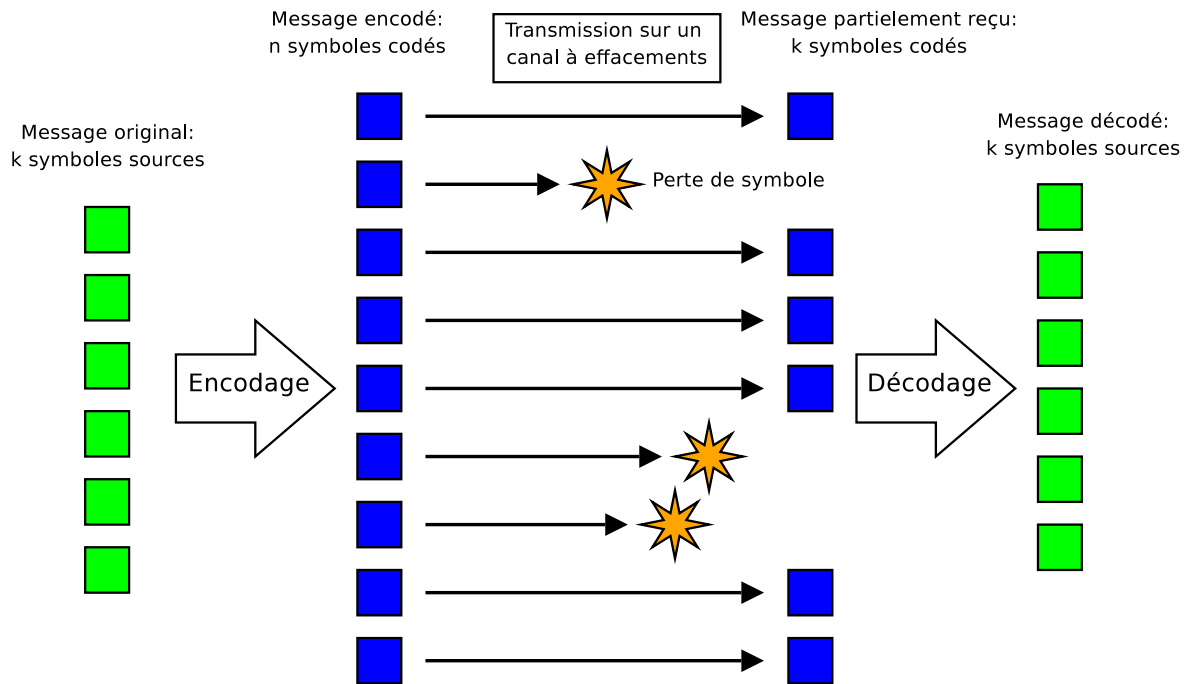 Message original:
k symboles sources
Encodage
Message encodé:
n symboles codés
Transmission sur un
canal à effacements
Perte de symbole
Message partielement reçu:
k symboles codés
Décodage
Message décodé:
k symboles sources